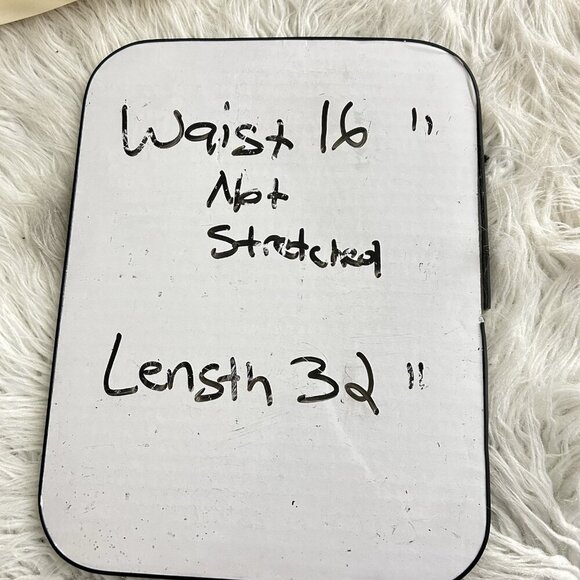 Waist 16 "
Not
Stretched
Length 32 "